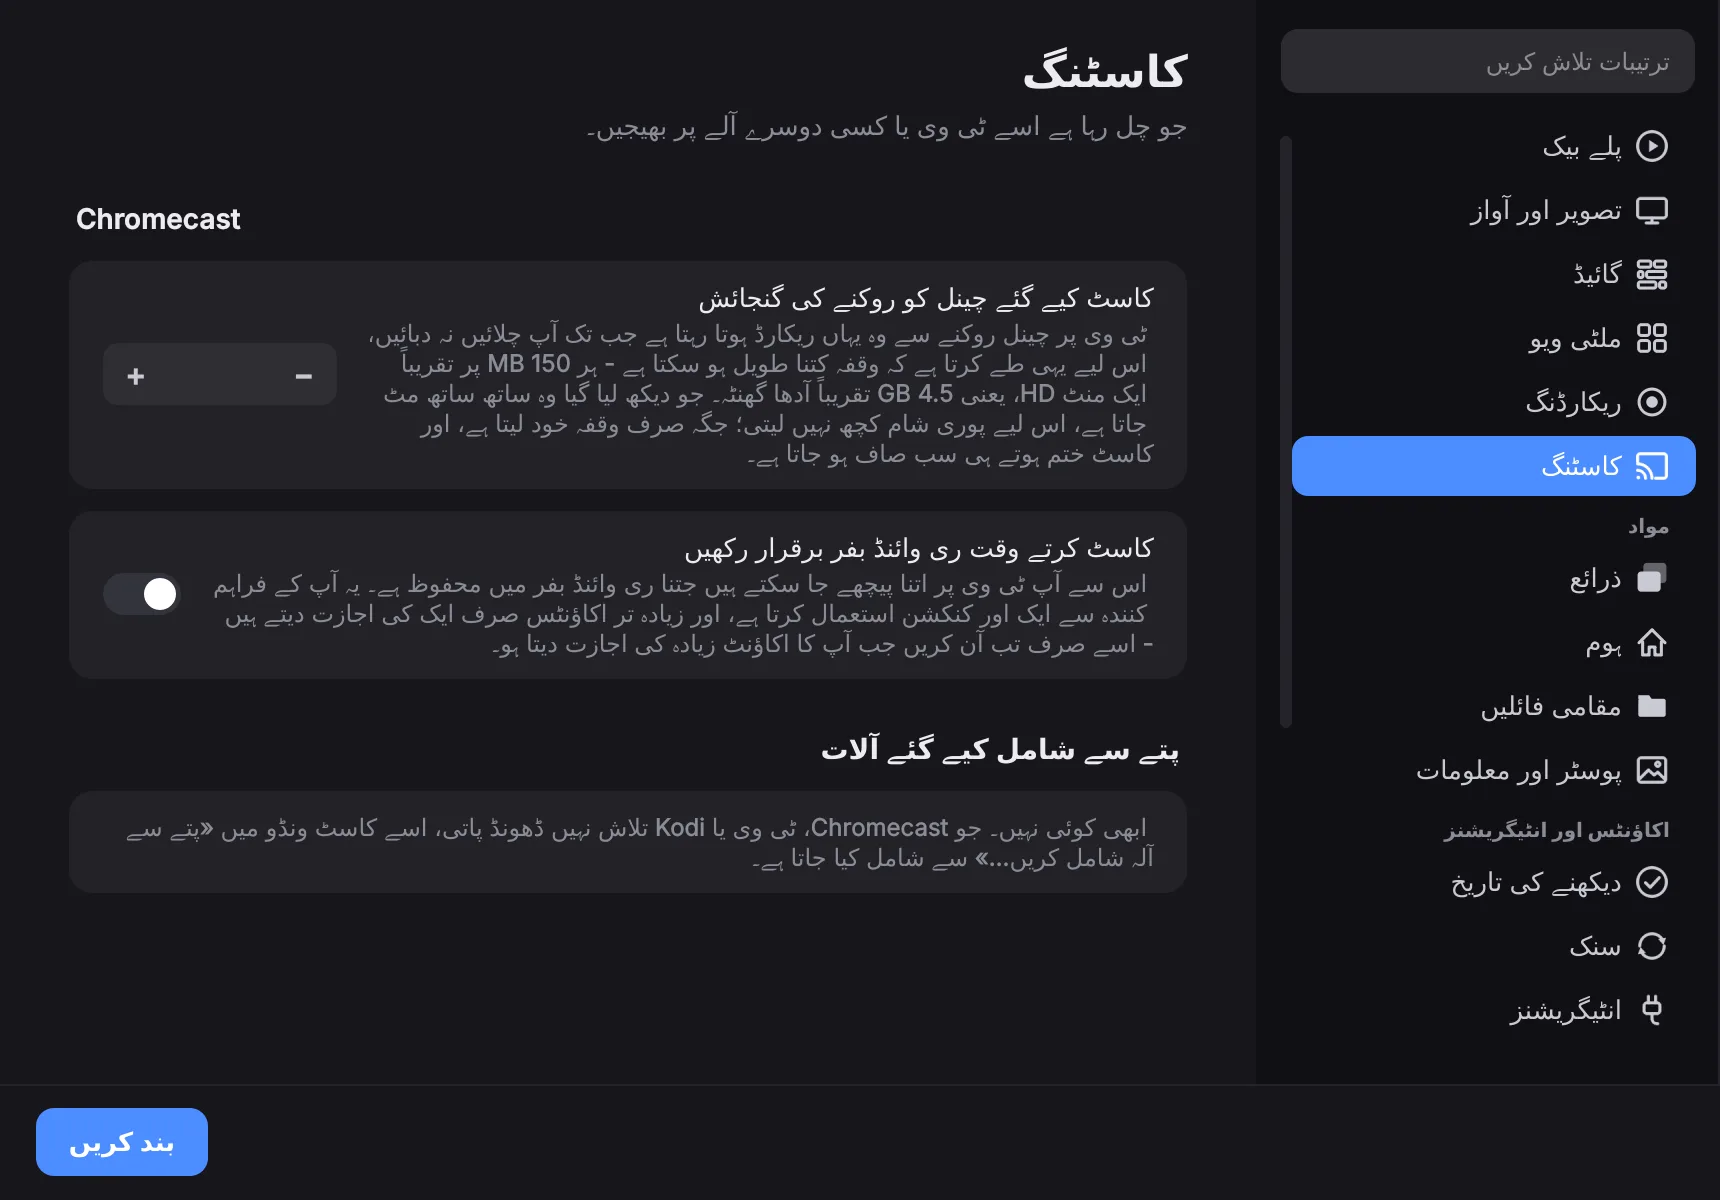 ترتیبات تلاش کریں
پلے بیک
تصویر اور آواز
گائیڈ
ملٹی ویو
ریکارڈنگ
کاسٹنگ
مواد
ذرائع
ہوم
مقامی فائلیں
پوسٹر اور معلومات
اکاؤنٹس اور انٹیگریشنز
دیکھنے کی تاریخ
سنک
انٹیگریشنز
کاسٹنگ
جو چل رہا ہے اسے ٹی وی یا کسی دوسرے آلے پر بھیجیں۔
Chromecast
کاسٹ کیے گئے چینل کو روکنے کی گنجائش
ٹی وی پر چینل روکنے سے وہ یہاں ریکارڈ ہوتا رہتا ہے جب تک آپ چلائیں نہ دبائیں،
اس لیے یہی طے کرتا ہے کہ وقفہ کتنا طویل ہو سکتا ہے - ہر 150 MB پر تقریباً
ایک منٹ HD، یعنی 4.5 GB تقریباً آدھا گھنٹہ۔ جو دیکھ لیا گیا وہ ساتھ ساتھ مٹ
جاتا ہے، اس لیے پوری شام کچھ نہیں لیتی؛ جگہ صرف وقفہ خود لیتا ہے، اور
کاسٹ ختم ہوتے ہی سب صاف ہو جاتا ہے۔
− +
کاسٹ کرتے وقت ری وائنڈ بفر برقرار رکھیں
اس سے آپ ٹی وی پر اتنا پیچھے جا سکتے ہیں جتنا ری وائنڈ بفر میں محفوظ ہے۔ یہ آپ کے فراہم
کنندہ سے ایک اور کنکشن استعمال کرتا ہے، اور زیادہ تر اکاؤنٹس صرف ایک کی اجازت دیتے ہیں
- اسے صرف تب آن کریں جب آپ کا اکاؤنٹ زیادہ کی اجازت دیتا ہو۔
پتے سے شامل کیے گئے آلات
ابھی کوئی نہیں۔ جو Chromecast، ٹی وی یا Kodi تلاش نہیں ڈھونڈ پاتی، اسے کاسٹ ونڈو میں «پتے سے
آلہ شامل کریں...» سے شامل کیا جاتا ہے۔
بند کریں